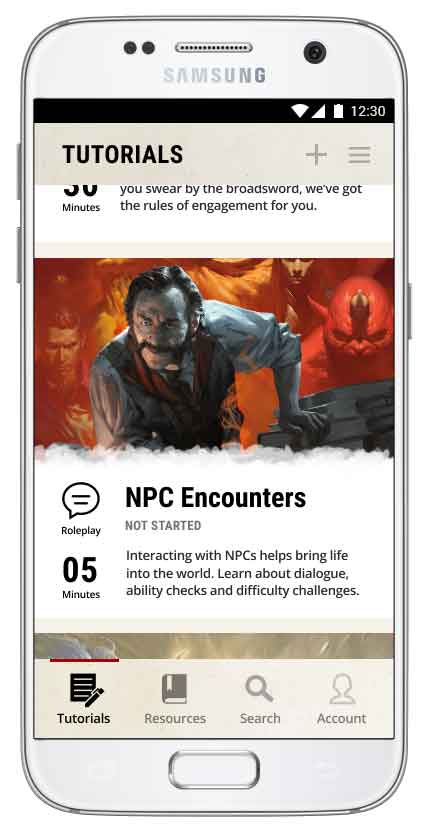 SAMSUNG
12:30
TUTORIALS
30
Minutes
you swear by the broadsword, we've got
the rules of engagement for you.
Roleplay
NPC Encounters
NOT STARTED
05
Minutes
Interacting with NPCs helps bring life
into the world. Learn about dialogue,
ability checks and difficulty challenges.
Tutorials
Resources
Search
Account